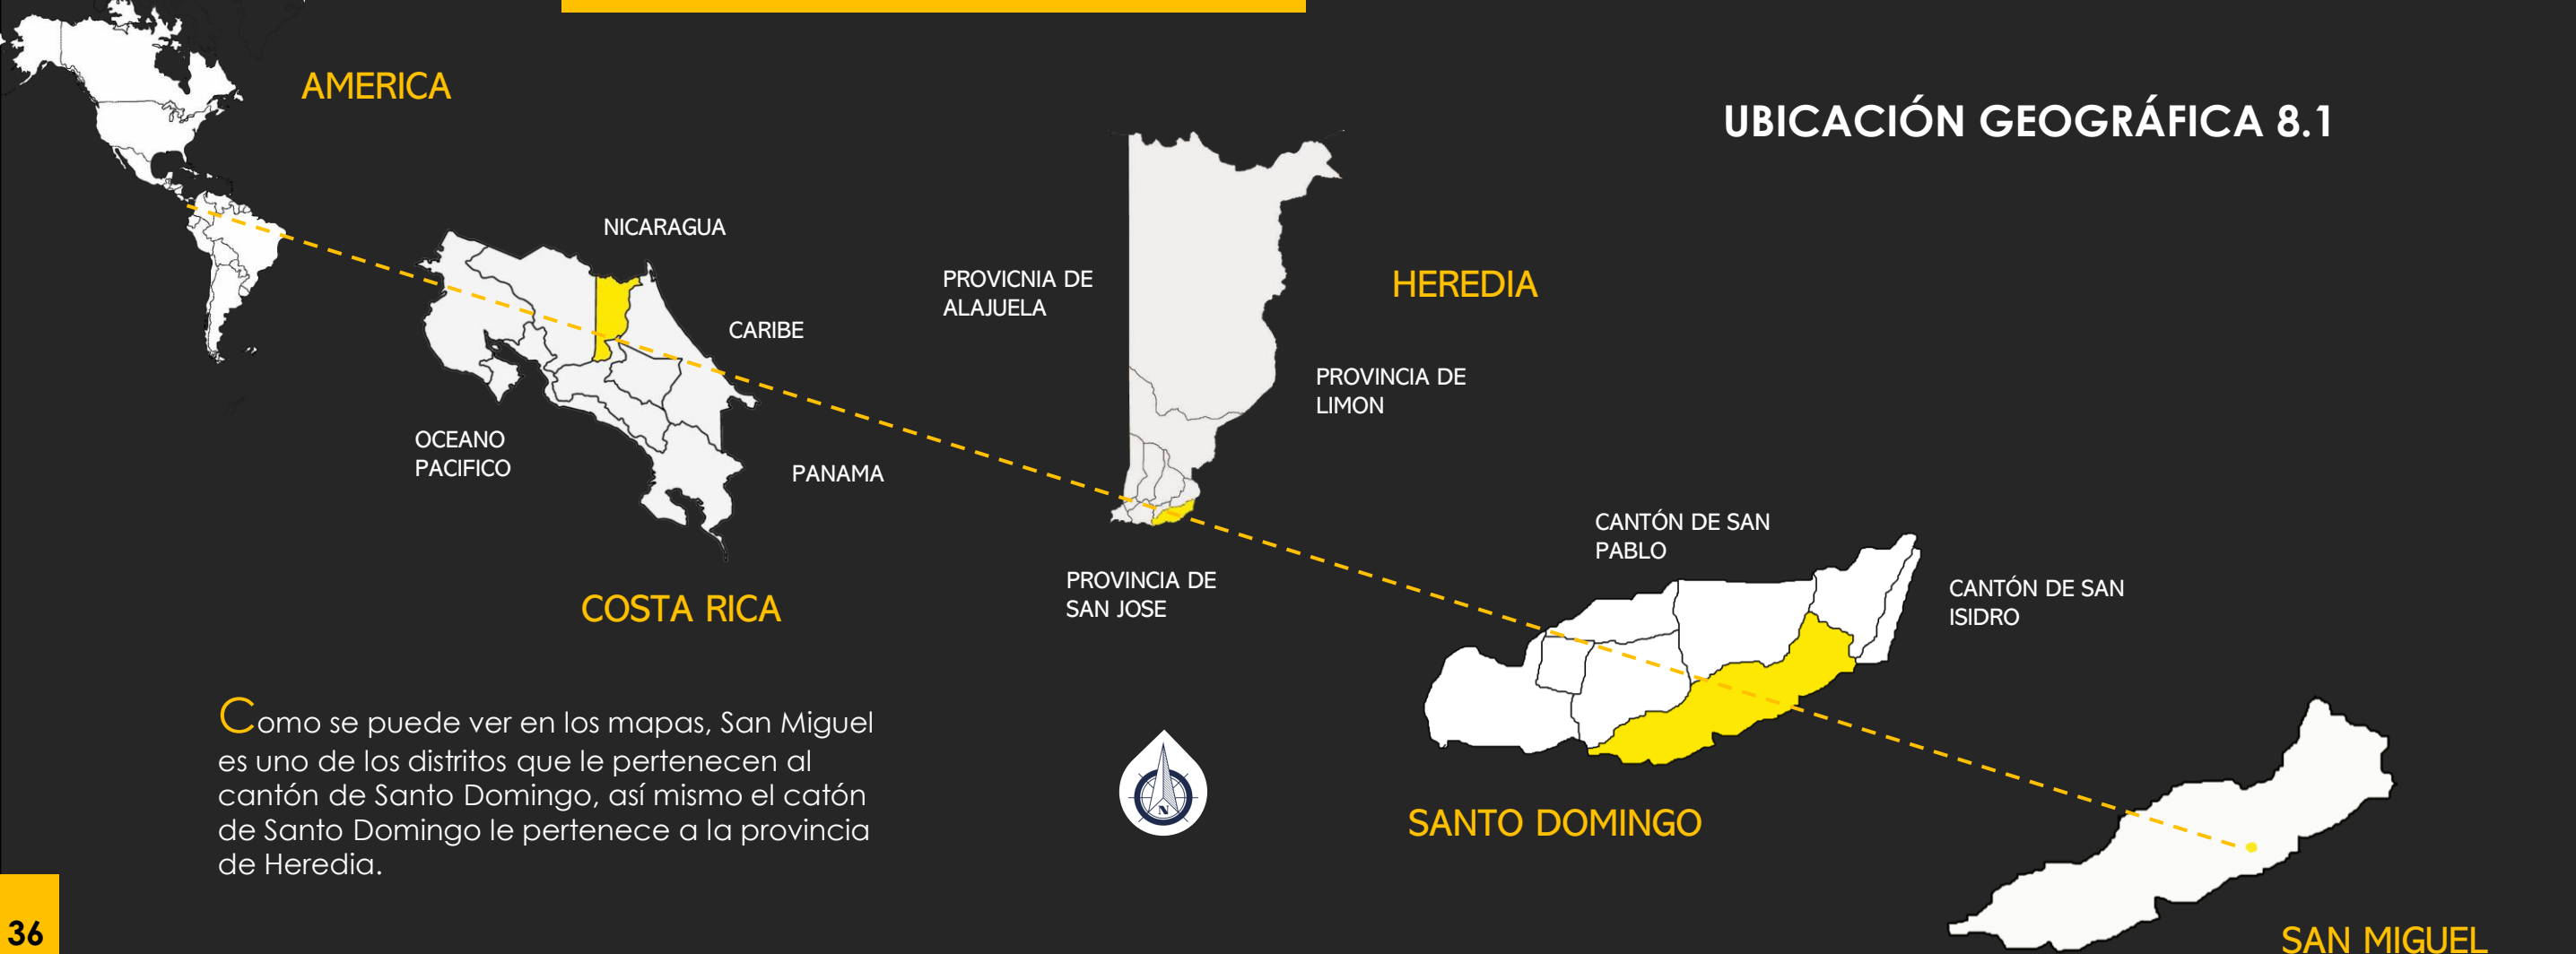 AMERICA
UBICACIÓN GEOGRÁFICA 8.1
NICARAGUA
CARIBE
OCEANO
PACIFICO
PANAMA
COSTA RICA
PROVICNIA DE
ALAJUELA
HEREDIA
PROVINCIA DE
LIMON
PROVINCIA DE
SAN JOSE
CANTÓN DE SAN
PABLO
CANTÓN DE SAN
ISIDRO
SANTO DOMINGO
SAN MIGUEL
Como se puede ver en los mapas, San Miguel
es uno de los distritos que le pertenecen al
cantón de Santo Domingo, así mismo el catón
de Santo Domingo le pertenece a la provincia
de Heredia.
N
36